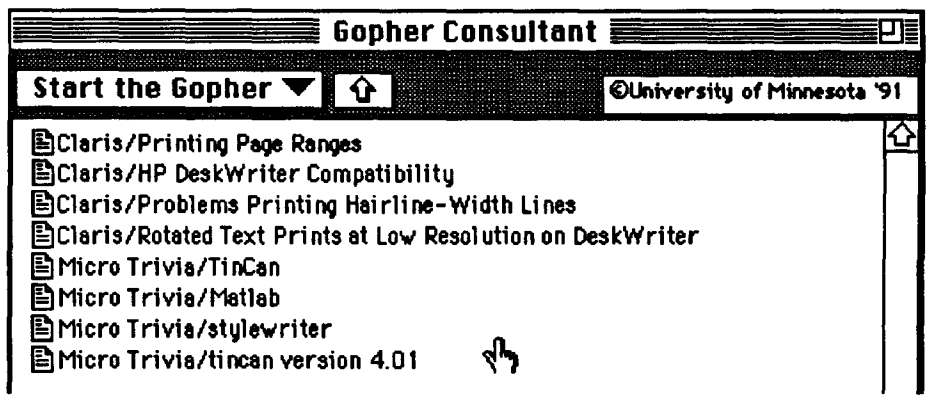 Gopher Consultant
Start the Gopher
©University of Minnesota '91
Claris/Printing Page Ranges
Claris/HP DeskWriter Compatibility
Claris/Problems Printing Hairline-Width Lines
Claris/Rotated Text Prints at Low Resolution on DeskWriter
Micro Trivia/TinCan
Micro Trivia/Matlab
Micro Trivia/stylewriter
Micro Trivia/tincan version 4.01